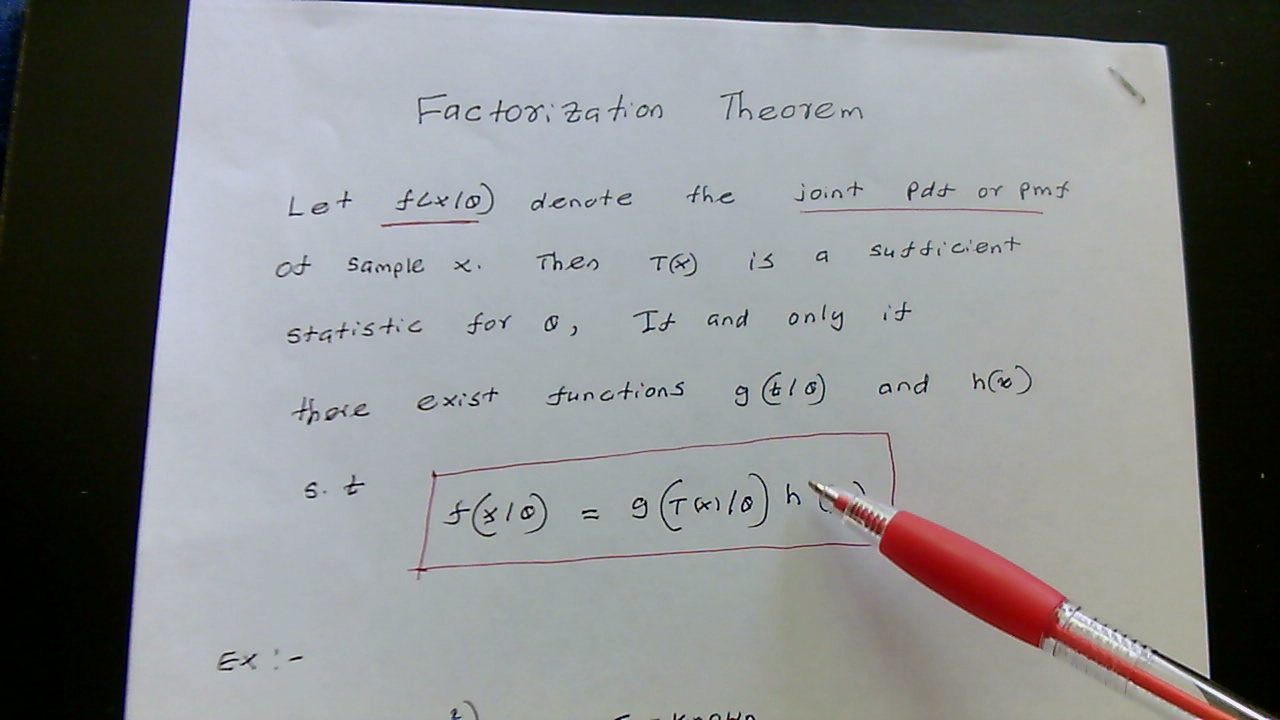 Factorization Theorem
Let f(x/θ) denote the joint pdf or pmf
of sample x. Then T(x) is a sufficient
statistic for θ, If and only if
there exist functions g(t/θ) and h(x)
s. t f(x/θ) = g(T(x)/θ) h (
Ex :-
known